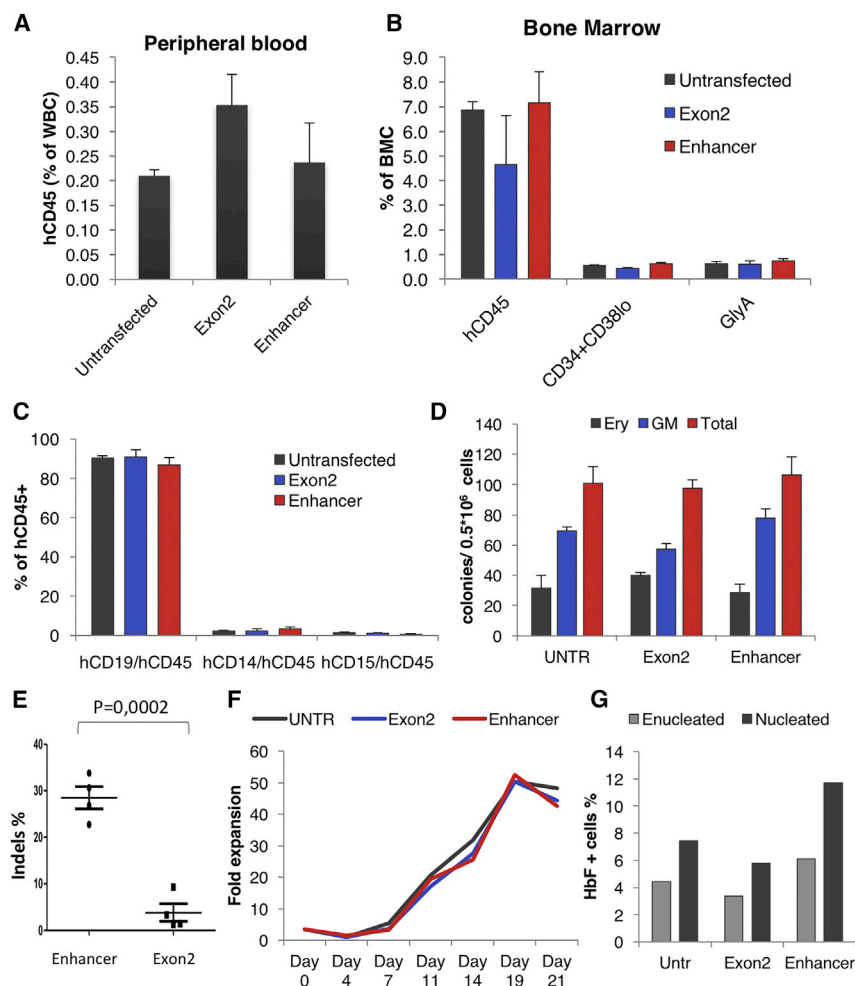 A
Peripheral blood
hCD45 (% of WBC)
0.45
0.40
0.35
0.30
0.25
0.20
0.15
0.10
0.05
0.00
Untransfected
Exon2
Enhancer
B
Bone Marrow
% of BMC
9.0
8.0
7.0
6.0
5.0
4.0
3.0
2.0
1.0
0.0
Untransfected
Exon2
Enhancer
hCD45
CD34+CD38lo
GlyA
C
% of hCD45+
100
80
60
40
20
0
Untransfected
Exon2
Enhancer
hCD19/hCD45
hCD14/hCD45
hCD15/hCD45
D
colonies/ 0.5*10⁶ cells
140
120
100
80
60
40
20
0
Ery
GM
Total
UNTR
Exon2
Enhancer
E
P=0,0002
Indels %
40
30
20
10
0
Enhancer
Exon2
F
UNTR
Exon2
Enhancer
Fold expansion
60
50
40
30
20
10
0
Day Day Day Day Day Day Day
0 4 7 11 14 19 21
G
Enucleated
Nucleated
HbF + cells %
14
12
10
8
6
4
2
0
Untr
Exon2
Enhancer